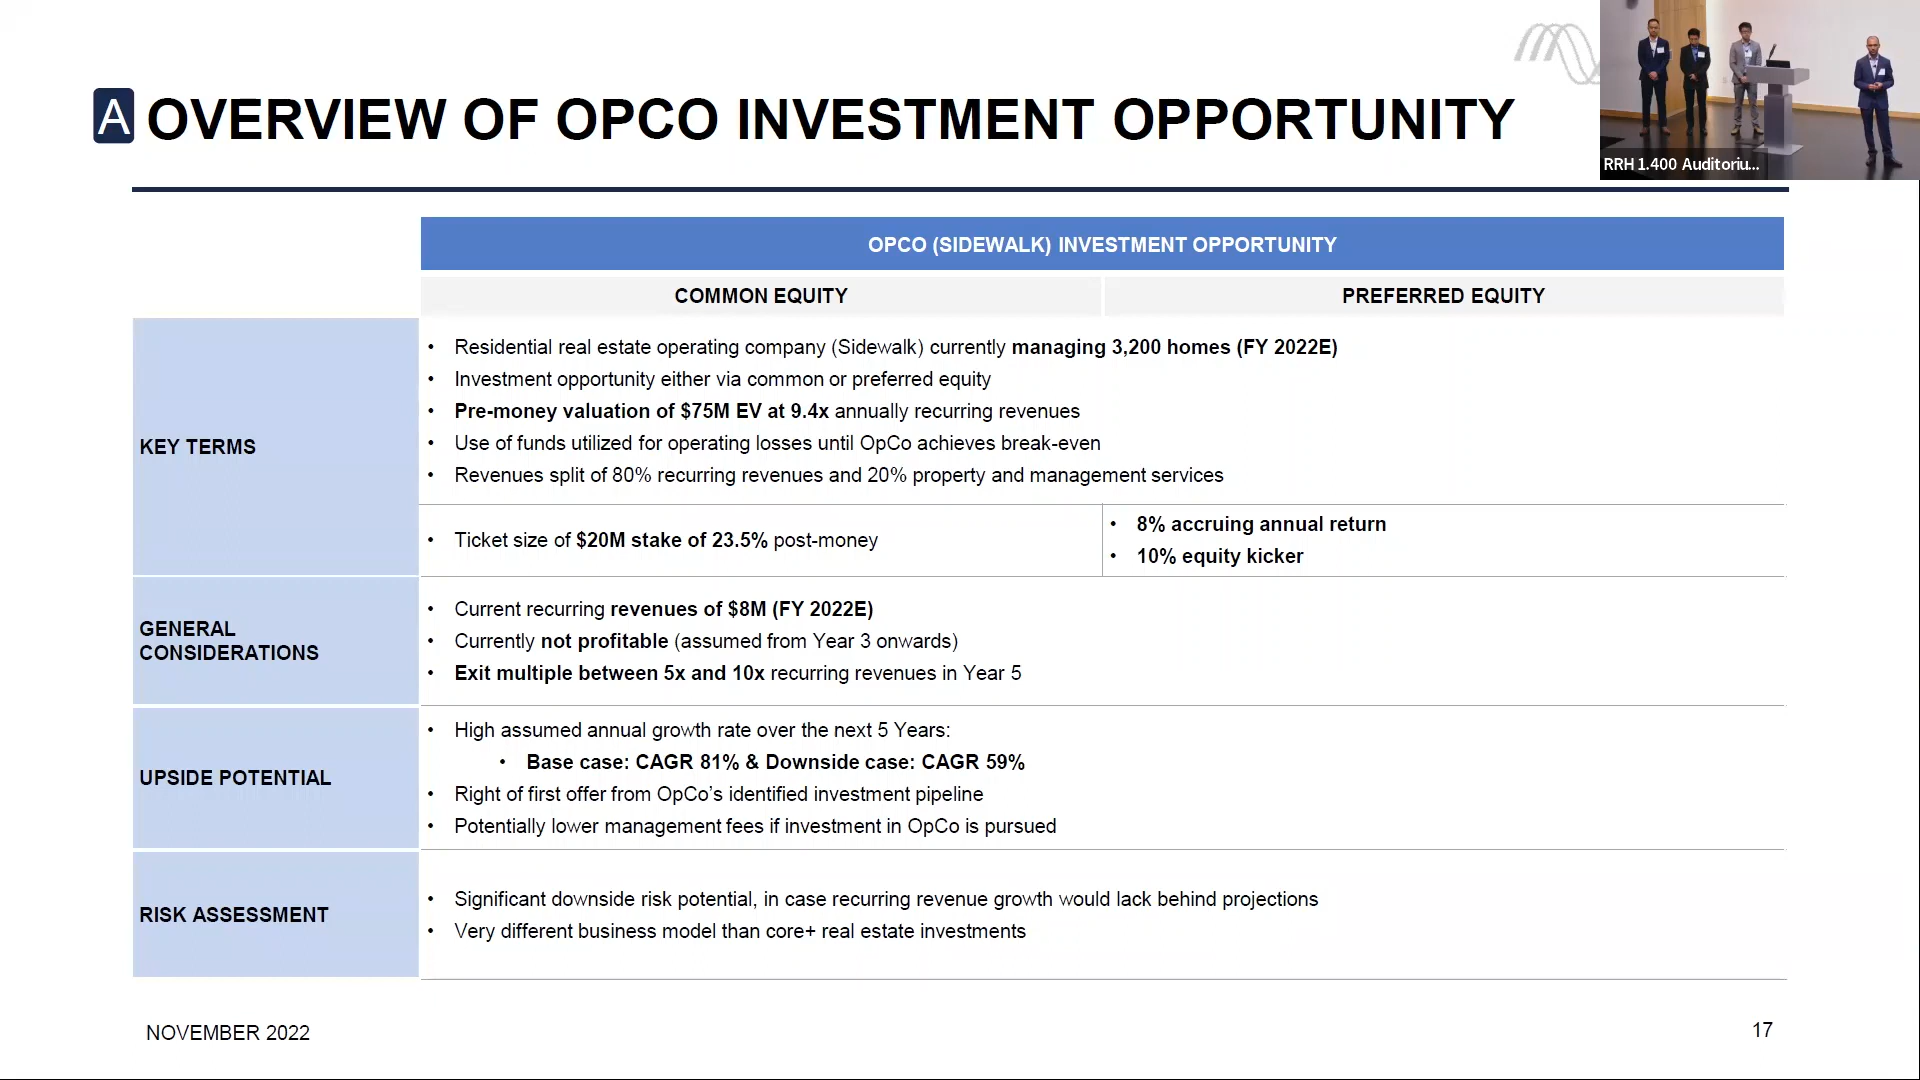 A OVERVIEW OF OPCO INVESTMENT OPPORTUNITY
RRH 1.400 Auditoriu...
OPCO (SIDEWALK) INVESTMENT OPPORTUNITY
COMMON EQUITY
PREFERRED EQUITY
KEY TERMS
• Residential real estate operating company (Sidewalk) currently managing 3,200 homes (FY 2022E)
• Investment opportunity either via common or preferred equity
• Pre-money valuation of $75M EV at 9.4x annually recurring revenues
• Use of funds utilized for operating losses until OpCo achieves break-even
• Revenues split of 80% recurring revenues and 20% property and management services
• Ticket size of $20M stake of 23.5% post-money
• 8% accruing annual return
• 10% equity kicker
GENERAL
CONSIDERATIONS
• Current recurring revenues of $8M (FY 2022E)
• Currently not profitable (assumed from Year 3 onwards)
• Exit multiple between 5x and 10x recurring revenues in Year 5
UPSIDE POTENTIAL
• High assumed annual growth rate over the next 5 Years:
• Base case: CAGR 81% & Downside case: CAGR 59%
• Right of first offer from OpCo’s identified investment pipeline
• Potentially lower management fees if investment in OpCo is pursued
RISK ASSESSMENT
• Significant downside risk potential, in case recurring revenue growth would lack behind projections
• Very different business model than core+ real estate investments
NOVEMBER 2022
17